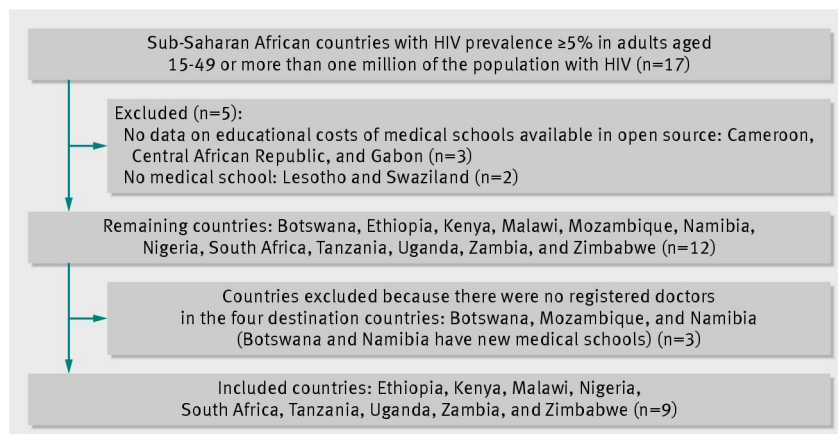 Sub-Saharan African countries with HIV prevalence ≥5% in adults aged
15-49 or more than one million of the population with HIV (n=17)
Excluded (n=5):
No data on educational costs of medical schools available in open source: Cameroon,
Central African Republic, and Gabon (n=3)
No medical school: Lesotho and Swaziland (n=2)
Remaining countries: Botswana, Ethiopia, Kenya, Malawi, Mozambique, Namibia,
Nigeria, South Africa, Tanzania, Uganda, Zambia, and Zimbabwe (n=12)
Countries excluded because there were no registered doctors
in the four destination countries: Botswana, Mozambique, and Namibia
(Botswana and Namibia have new medical schools) (n=3)
Included countries: Ethiopia, Kenya, Malawi, Nigeria,
South Africa, Tanzania, Uganda, Zambia, and Zimbabwe (n=9)